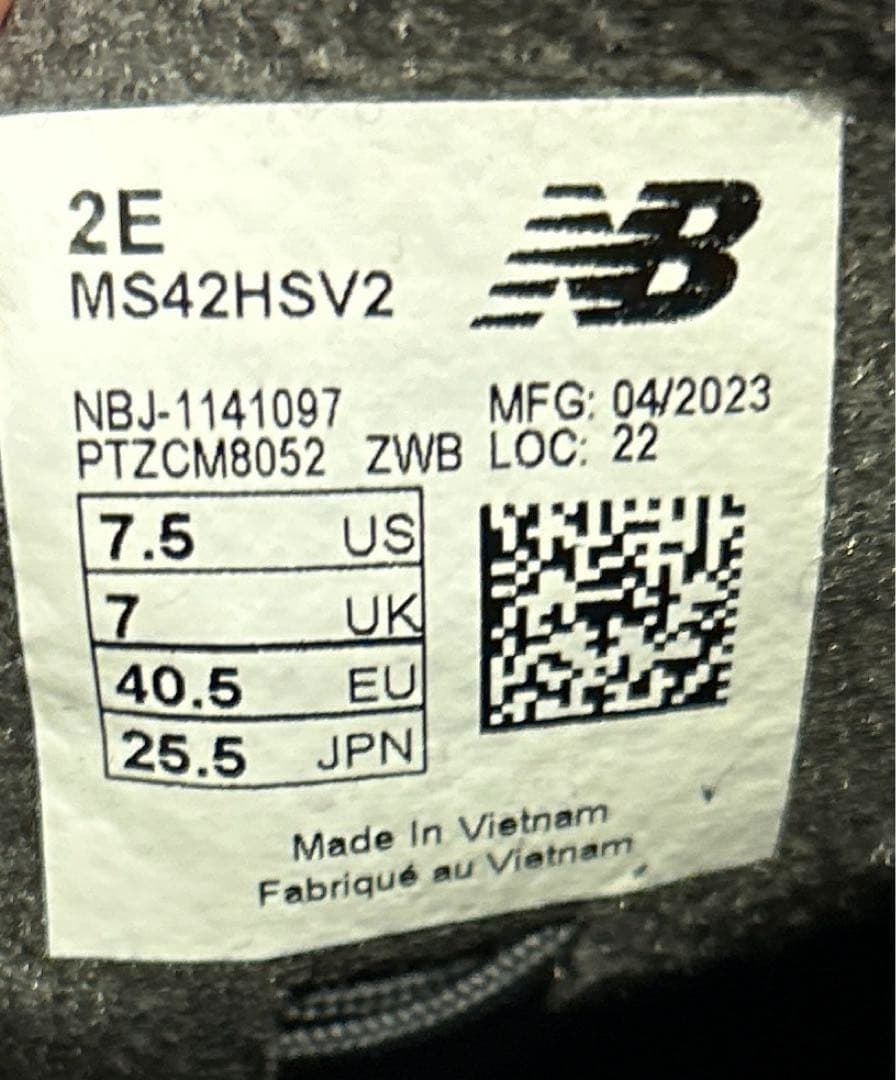 2E
MS42HSV2
NB
NBJ-1141097 MFG: 04/2023
PTZCM8052 ZWB LOC: 22
7.5 US
7 UK
40.5 EU
25.5 JPN
Made In Vietnam
Fabriqué au Vietnam